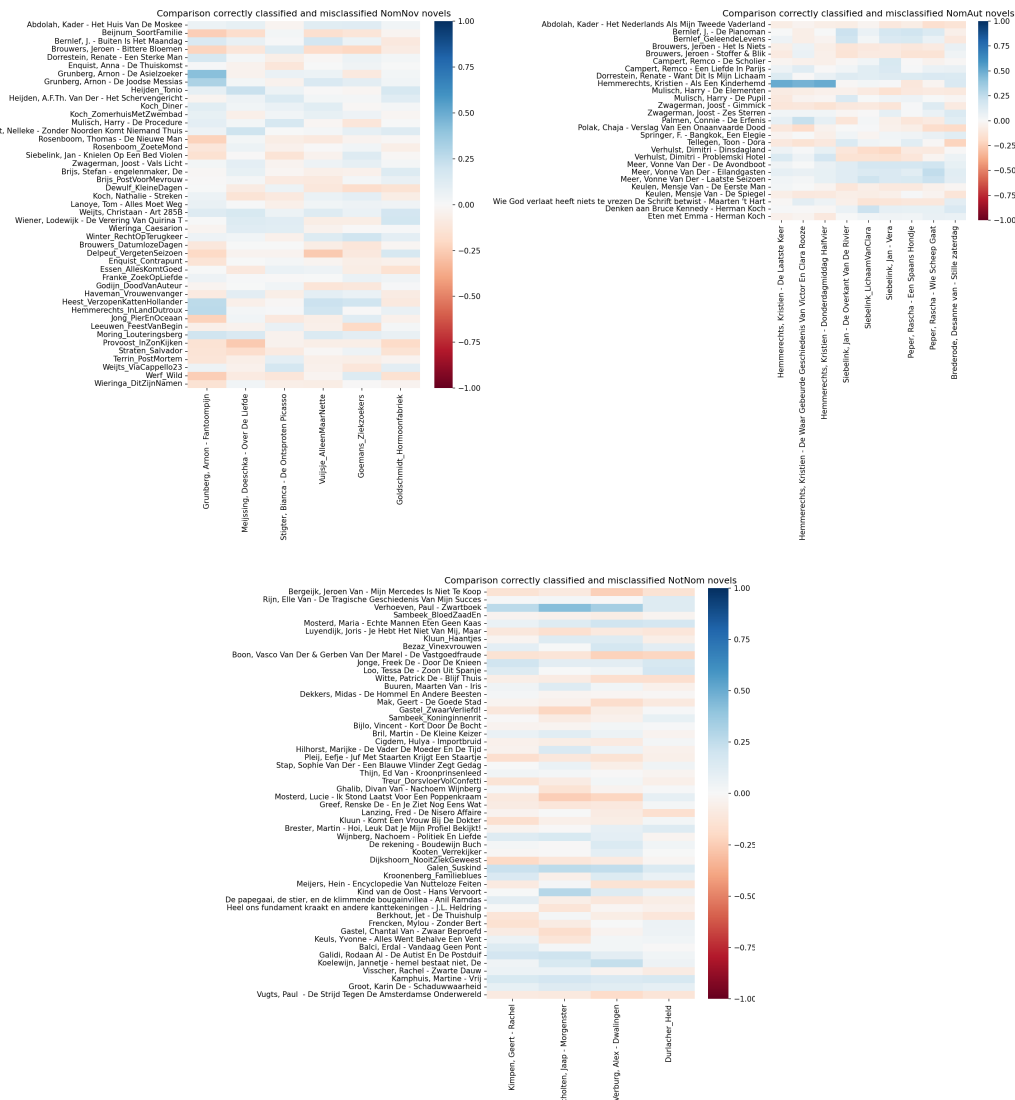 Comparison correctly classified and misclassified NomNov novels
Abdolah, Kader - Het Huis Van De Moskee
Beijnum_SoortFamilie
Bernlef, J. - Buiten Is Het Maandag
Brouwers, Jeroen - Bittere Bloemen
Dorrestein, Renate - Een Sterke Man
Enquist, Anna - De Thuiskomst
Grunberg, Arnon - De Asielzoeker
Grunberg, Arnon - De Joodse Messias
Heijden_Tonio
Heijden, A.F.Th. Van Der - Het Schervengericht
Koch_Diner
Koch_ZomerhuisMetZwembad
Mulisch, Harry - De Procedure
t, Nelleke - Zonder Noorden Komt Niemand Thuis
Rosenboom, Thomas - De Nieuwe Man
Rosenboom_ZoeteMond
Siebelink, Jan - Knielen Op Een Bed Violen
Zwagerman, Joost - Vals Licht
Brijs, Stefan - engelenmaker, De
Brijs_PostVoorMevrouw
Dewulf_KleineDagen
Koch, Nathalie - Streken
Lanoye, Tom - Alles Moet Weg
Weijts, Christaan - Art 285B
Wiener, Lodewijk - De Verering Van Quirina T
Wieringa_Caesarion
Winter_RechtOpTerugkeer
Brouwers_DatumlozeDagen
Delpeut_VergetenSeizoen
Enquist_Contrapunt
Essen_AllesKomtGoed
Franke_ZoekOpLiefde
Godijn_DoodVanAuteur
Haveman_Vrouwenvanger
Heest_VerzopenKattenHollander
Hemmerechts_InLandDutroux
Jong_PierEnOceaan
Leeuwen_FeestVanBegin
Moring_Louteringsberg
Provoost_InZonKijken
Straten_Salvador
Terrin_PostMortem
Weijts_ViaCappello23
Werf_Wild
Wieringa_DitZijnNamen
Grunberg, Arnon - Fantoompijn
Meijssing, Doeschka - Over De Liefde
Stigter, Bianca - De Ontsproten Picasso
Vuijsje_AlleenMaarNette
Goemans_Ziekzoekers
Goldschmidt_Hormoonfabriek
1.00
0.75
0.50
0.25
0.00
−0.25
−0.50
−0.75
−1.00
Comparison correctly classified and misclassified NomAut novels
Abdolah, Kader - Het Nederlands Als Mijn Tweede Vaderland
Bernlef, J. - De Pianoman
Bernlef_GeleendeLevens
Brouwers, Jeroen - Het Is Niets
Brouwers, Jeroen - Stoffer & Blik
Campert, Remco - De Scholier
Campert, Remco - Een Liefde In Parijs
Dorrestein, Renate - Want Dit Is Mijn Lichaam
Hemmerechts, Kristien - Als Een Kinderhemd
Mulisch, Harry - De Elementen
Mulisch, Harry - De Pupil
Zwagerman, Joost - Gimmick
Zwagerman, Joost - Zes Sterren
Palmen, Connie - De Erfenis
Polak, Chaja - Verslag Van Een Onaanvaarde Dood
Springer, F. - Bangkok, Een Elegie
Tellegen, Toon - Dora
Verhulst, Dimitri - Dinsdagland
Verhulst, Dimitri - Problemski Hotel
Meer, Vonne Van Der - De Avondboot
Meer, Vonne Van Der - Eilandgasten
Meer, Vonne Van Der - Laatste Seizoen
Keulen, Mensje Van - De Eerste Man
Keulen, Mensje Van - De Spiegel
Wie God verlaat heeft niets te vrezen De Schrift betwist - Maarten 't Hart
Denken aan Bruce Kennedy - Herman Koch
Eten met Emma - Herman Koch
Hemmerechts, Kristien - De Laatste Keer
Hemmerechts, Kristien - De Waar Gebeurde Geschiedenis Van Victor En Clara Rooze
Hemmerechts, Kristien - Donderdagmiddag Halfvier
Siebelink, Jan - De Overkant Van De Rivier
Siebelink_LichaamVanClara
Siebelink, Jan - Vera
Peper, Rascha - Een Spaans Hondje
Peper, Rascha - Wie Scheep Gaat
Brederode, Desanne van - Stille zaterdag
1.00
0.75
0.50
0.25
0.00
−0.25
−0.50
−0.75
−1.00
Comparison correctly classified and misclassified NotNom novels
Bergeijk, Jeroen Van - Mijn Mercedes Is Niet Te Koop
Rijn, Elle Van - De Tragische Geschiedenis Van Mijn Succes
Verhoeven, Paul - Zwartboek
Sambeek_BloedZaadEn
Mosterd, Maria - Echte Mannen Eten Geen Kaas
Luyendijk, Joris - Je Hebt Het Niet Van Mij, Maar
Kluun_Haantjes
Bezaz_Vinexvrouwen
Boon, Vasco Van Der & Gerben Van Der Marel - De Vastgoedfraude
Jonge, Freek De - Door De Knieen
Loo, Tessa De - Zoon Uit Spanje
Witte, Patrick De - Blijf Thuis
Buuren, Maarten Van - Iris
Dekkers, Midas - De Hommel En Andere Beesten
Mak, Geert - De Goede Stad
Gastel_ZwaarVerliefd!
Sambeek_Koninginnenrit
Bijlo, Vincent - Kort Door De Bocht
Bril, Martin - De Kleine Keizer
Cigdem, Hulya - Importbruid
Hilhorst, Marijke - De Vader De Moeder En De Tijd
Pleij, Eefje - Juf Met Staarten Krijgt Een Staartje
Stap, Sophie Van Der - Een Blauwe Vlinder Zegt Gedag
Thijn, Ed Van - Kroonprinsenleed
Treur_DorsvloerVolConfetti
Ghalib, Divan Van - Nachoem Wijnberg
Mosterd, Lucie - Ik Stond Laatst Voor Een Poppenkraam
Greef, Renske De - En Je Ziet Nog Eens Wat
Lanzing, Fred - De Nisero Affaire
Kluun - Komt Een Vrouw Bij De Dokter
Brester, Martin - Hoi, Leuk Dat Je Mijn Profiel Bekijkt!
Wijnberg, Nachoem - Politiek En Liefde
De rekening - Boudewijn Buch
Kooten_Verrekijker
Dijkshoorn_NooitZiekGeweest
Galen_Suskind
Kroonenberg_Familieblues
Meijers, Hein - Encyclopedie Van Nutteloze Feiten
Kind van de Oost - Hans Vervoort
De papegaai, de stier, en de klimmende bougainvillea - Anil Ramdas
Heel ons fundament kraakt en andere kanttekeningen - J.L. Heldring
Berkhout, Jet - De Thuishulp
Frencken, Mylou - Zonder Bert
Gastel, Chantal Van - Zwaar Beproefd
Keuls, Yvonne - Alles Went Behalve Een Vent
Balci, Erdal - Vandaag Geen Pont
Galidi, Rodaan Al - De Autist En De Postduif
Koelewijn, Jannetje - hemel bestaat niet, De
Visscher, Rachel - Zwarte Dauw
Kamphuis, Martine - Vrij
Groot, Karin De - Schaduwwaarheid
Vugts, Paul - De Strijd Tegen De Amsterdamse Onderwereld
Kimpen, Geert - Rachel
cholten, Jaap - Morgenster
Verburg, Alex - Dwalingen
Durlacher_Held
1.00
0.75
0.50
0.25
0.00
−0.25
−0.50
−0.75
−1.00